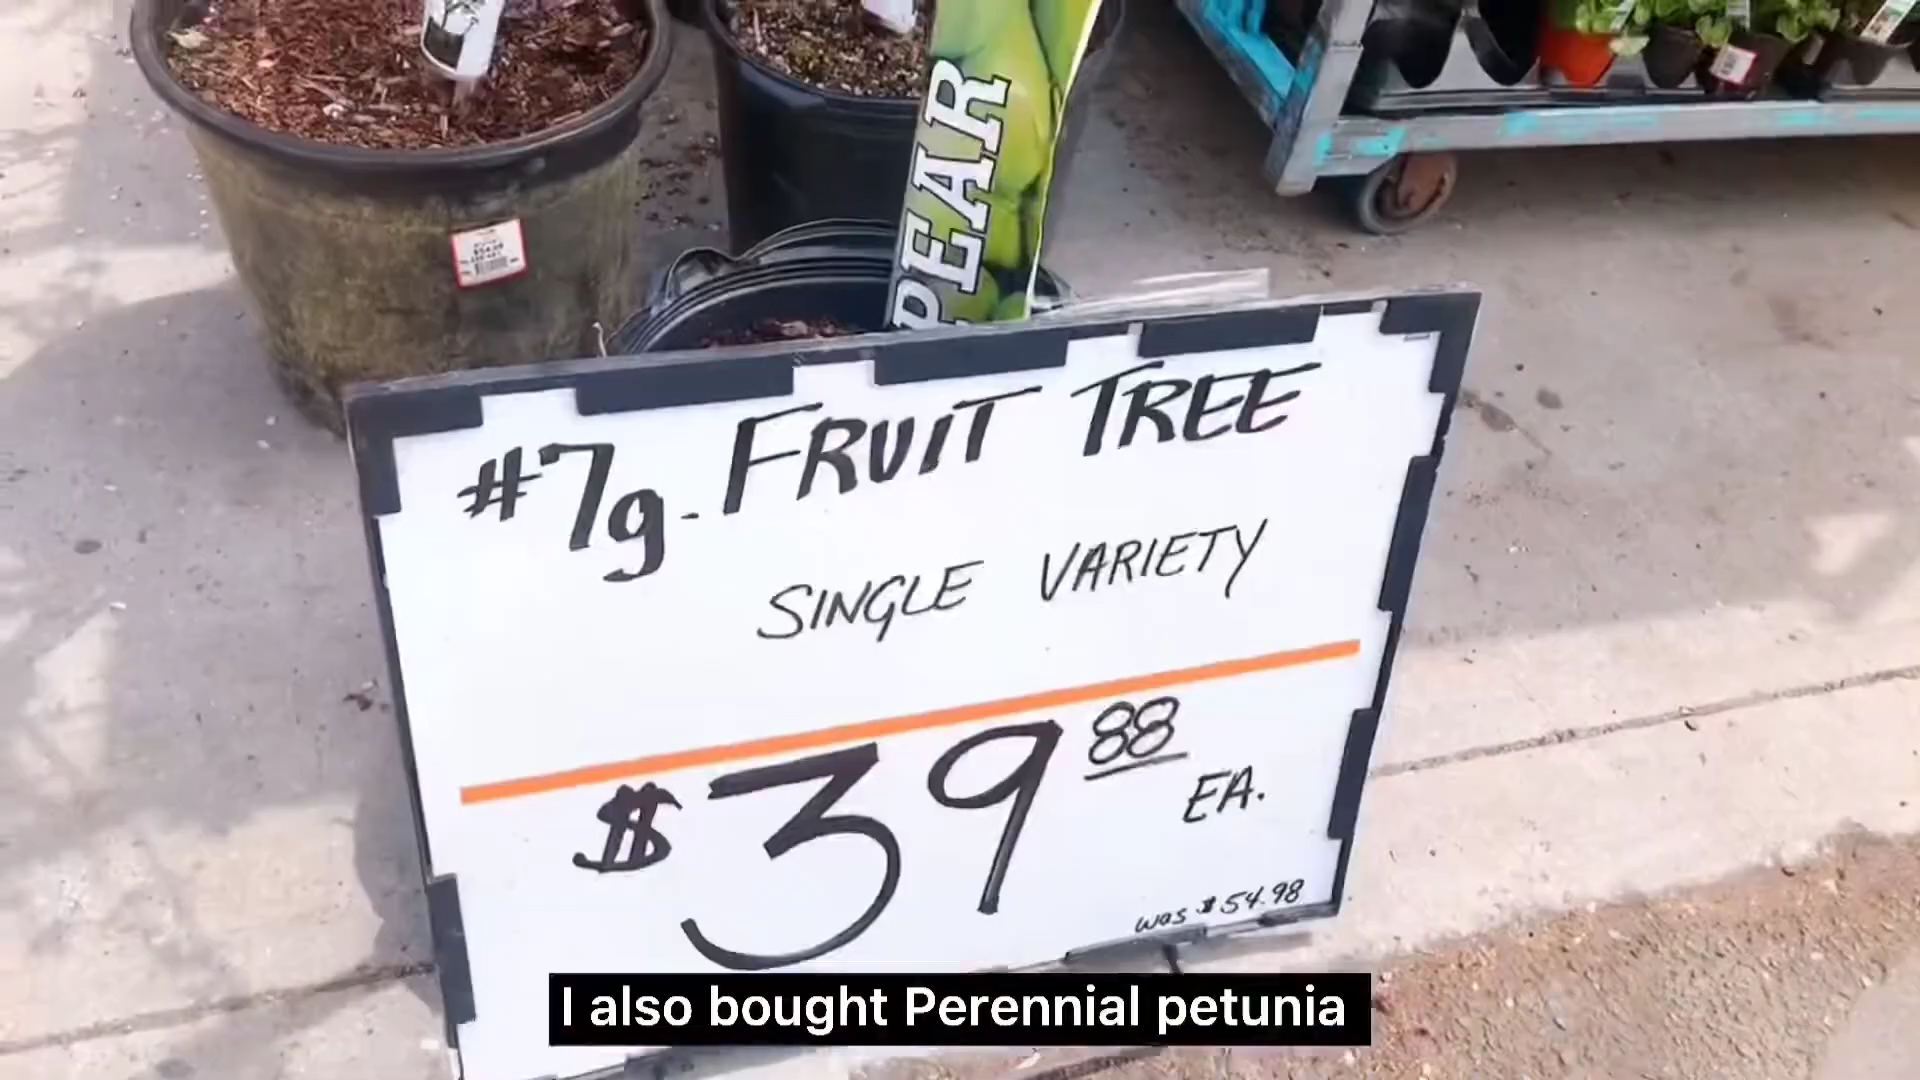 PEAR
#7g. FRUIT TREE
SINGLE VARIETY
$39 88 EA.
was $54.98
I also bought Perennial petunia